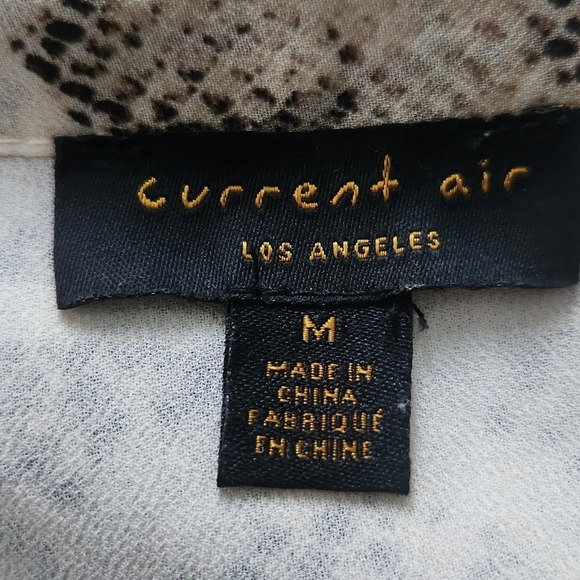 current air
LOS ANGELES
M
MADE IN
CHINA
FABRIQUÉ
EN CHINE